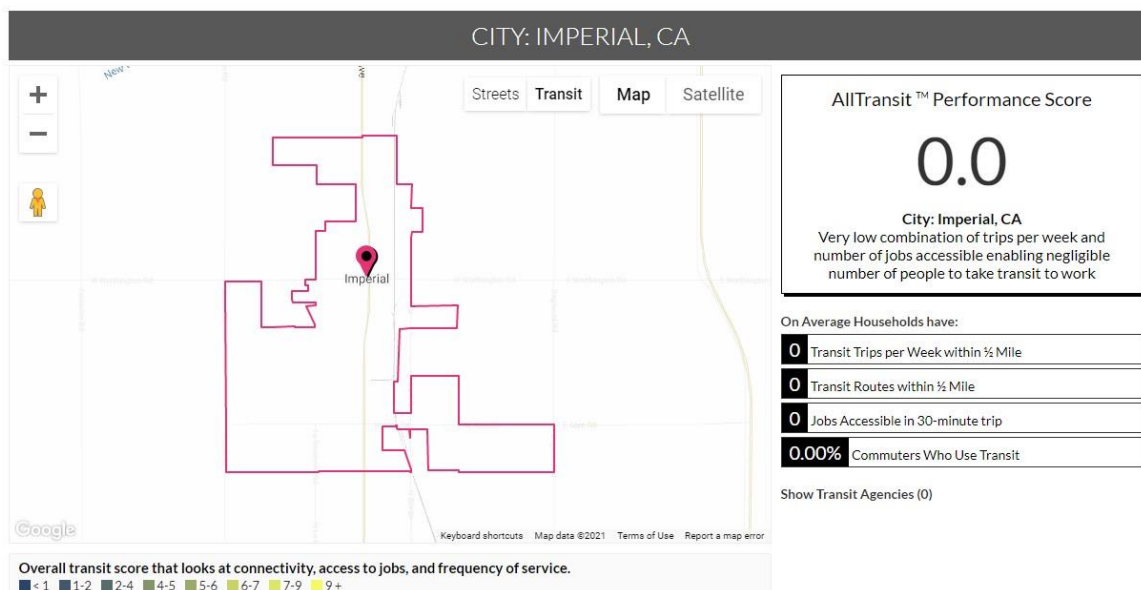 CITY: IMPERIAL, CA
New
ve
+
Streets Transit Map Satellite
−
Imperial
Google
Keyboard shortcuts Map data ©2021 Terms of Use Report a map error
AllTransit ™ Performance Score
0.0
City: Imperial, CA
Very low combination of trips per week and
number of jobs accessible enabling negligible
number of people to take transit to work
On Average Households have:
0 Transit Trips per Week within ½ Mile
0 Transit Routes within ½ Mile
0 Jobs Accessible in 30-minute trip
0.00% Commuters Who Use Transit
Show Transit Agencies (0)
Overall transit score that looks at connectivity, access to jobs, and frequency of service.
< 1 1-2 2-4 4-5 5-6 6-7 7-9 9 +